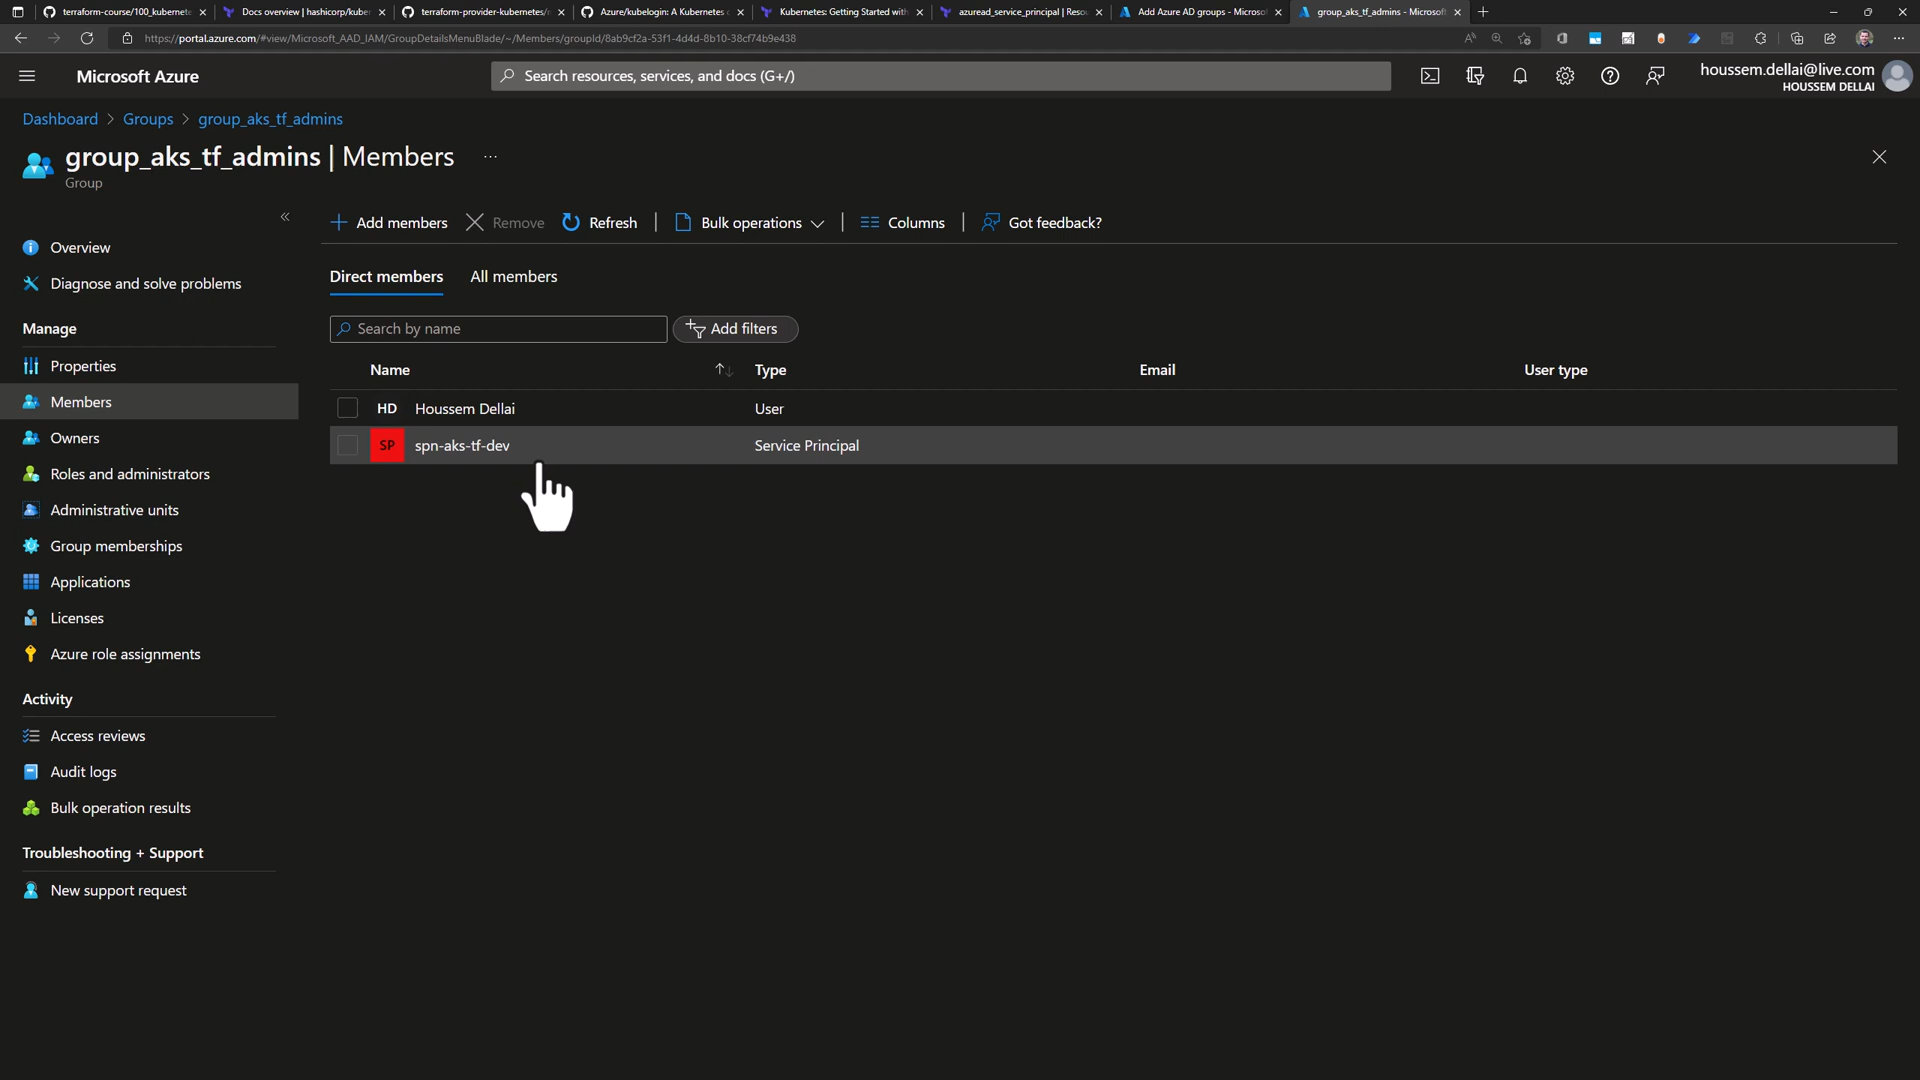 terraform-course/100_kubernete
Docs overview | hashicorp/kube
terraform-provider-kubernetes/
Azure/kubelogin: A Kubernetes
Kubernetes: Getting Started with
azuread_service_principal | Reso
Add Azure AD groups - Microsof
group_aks_tf_admins - Microsoft
https://portal.azure.com/#view/Microsoft_AAD_IAM/GroupDetailsMenuBlade/~/Members/groupId/8ab9cf2a-53f1-4d4d-8b10-38cf74b9e438
Microsoft Azure
Search resources, services, and docs (G+/)
houssem.dellai@live.com
HOUSSEM DELLAI
Dashboard > Groups > group_aks_tf_admins
group_aks_tf_admins | Members ...
Group
Add members
Remove
Refresh
Bulk operations
Columns
Got feedback?
Overview
Diagnose and solve problems
Manage
Properties
Members
Owners
Roles and administrators
Administrative units
Group memberships
Applications
Licenses
Azure role assignments
Activity
Access reviews
Audit logs
Bulk operation results
Troubleshooting + Support
New support request
Direct members
All members
Search by name
Add filters
Name Type Email User type
HD Houssem Dellai User
SP spn-aks-tf-dev Service Principal